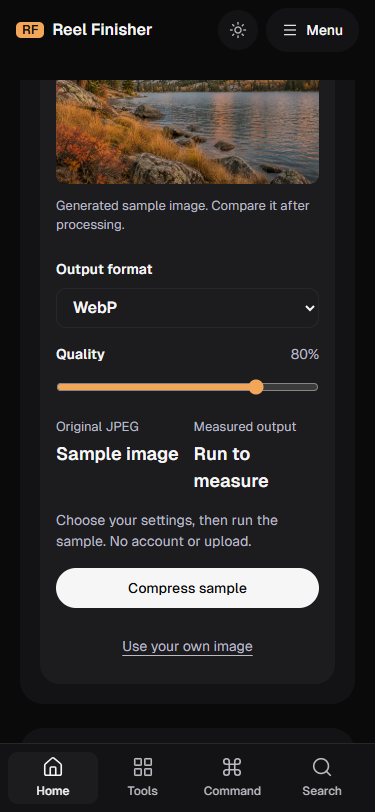 RF Reel Finisher
Menu
Generated sample image. Compare it after
processing.
Output format
WebP
Quality 80%
Original JPEG Measured output
Sample image Run to
measure
Choose your settings, then run the
sample. No account or upload.
Compress sample
Use your own image
Home Tools Command Search